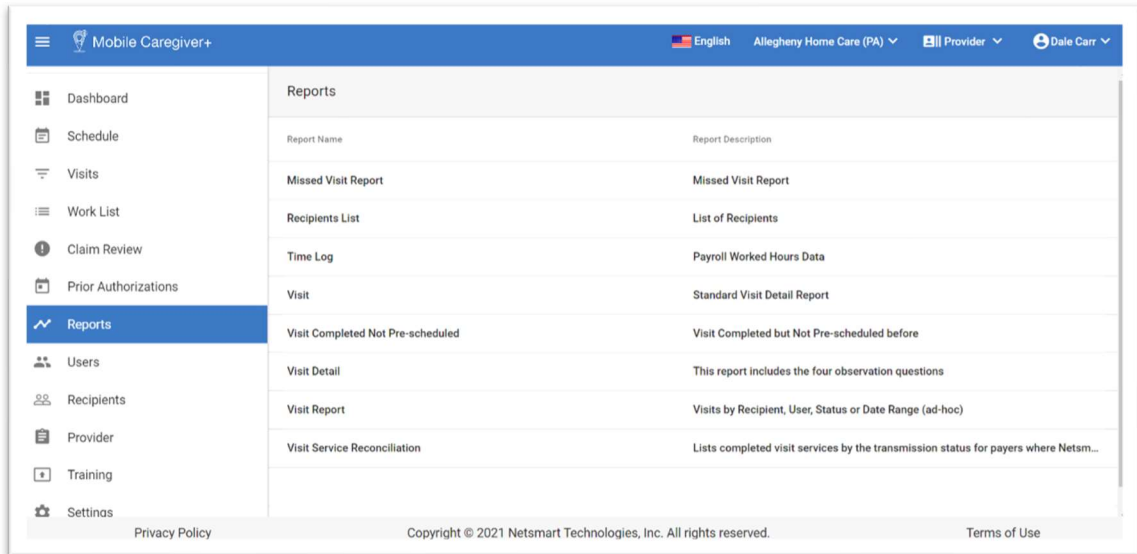 Mobile Caregiver+ English Allegheny Home Care (PA) Provider Dale Carr
Dashboard
Schedule
Visits
Work List
Claim Review
Prior Authorizations
Reports
Users
Recipients
Provider
Training
Settings
Reports
Report Name Report Description
Missed Visit Report Missed Visit Report
Recipients List List of Recipients
Time Log Payroll Worked Hours Data
Visit Standard Visit Detail Report
Visit Completed Not Pre-scheduled Visit Completed but Not Pre-scheduled before
Visit Detail This report includes the four observation questions
Visit Report Visits by Recipient, User, Status or Date Range (ad-hoc)
Visit Service Reconciliation Lists completed visit services by the transmission status for payers where Netsm...
Privacy Policy Copyright © 2021 Netsmart Technologies, Inc. All rights reserved. Terms of Use